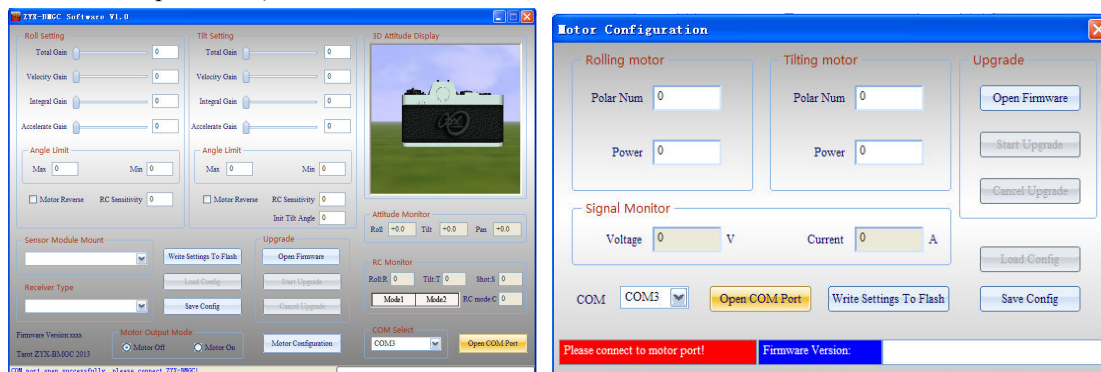 ZYX-BMGC Software V1.0
Roll Setting
Total Gain 0
Velocity Gain 0
Integral Gain 0
Accelerate Gain 0
Angle Limit
Max 0 Min 0
Motor Reverse RC Sensitivity 0
Tilt Setting
Total Gain 0
Velocity Gain 0
Integral Gain 0
Accelerate Gain 0
Angle Limit
Max 0 Min 0
Motor Reverse RC Sensitivity 0
Init Tilt Angle 0
3D Attitude Display
Attitude Monitor
Roll +0.0 Tilt +0.0 Pan +0.0
RC Monitor
Roll:R 0 Tilt:T 0 Shot:S 0
Mode1 Mode2 RC mode:C 0
Sensor Module Mount
Receiver Type
Write Settings To Flash
Load Config
Save Config
Upgrade
Open Firmware
Start Upgrade
Cancel Upgrade
Firmware Version:xxxx
Tarot ZYX-BMGC 2013
Motor Output Mode
Motor Off Motor On
Motor Configuration
COM Select
COM3 Open COM Port
COM port open successfully, please connect ZYX-BMGC!
Motor Configuration
Rolling motor
Polar Num 0
Power 0
Tilting motor
Polar Num 0
Power 0
Upgrade
Open Firmware
Start Upgrade
Cancel Upgrade
Signal Monitor
Voltage 0 V Current 0 A
Load Config
COM COM3 Open COM Port Write Settings To Flash Save Config
Please connect to motor port! Firmware Version: